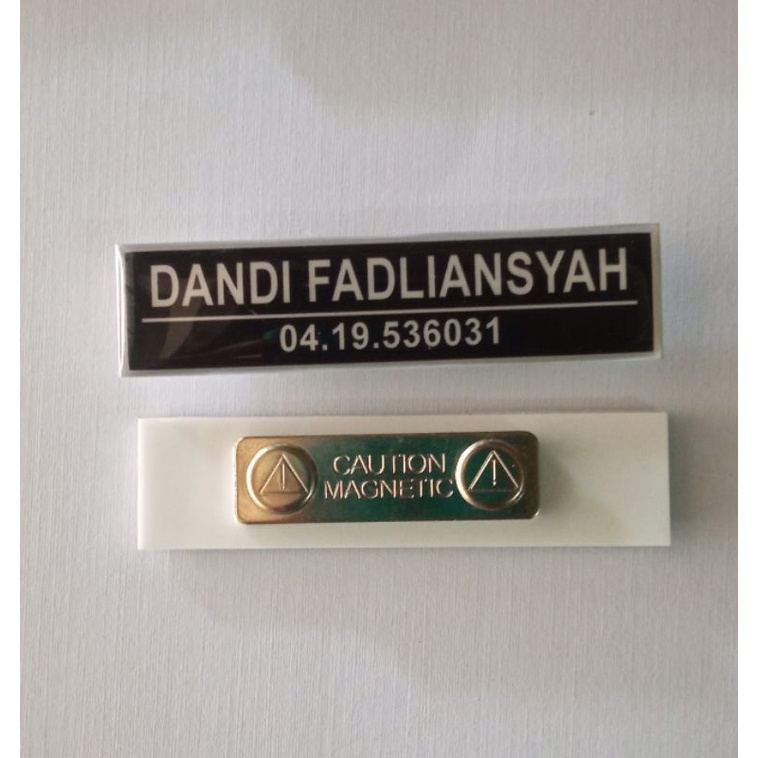 DANDI FADLIANSYAH
04.19.536031
CAUTION
MAGNETIC